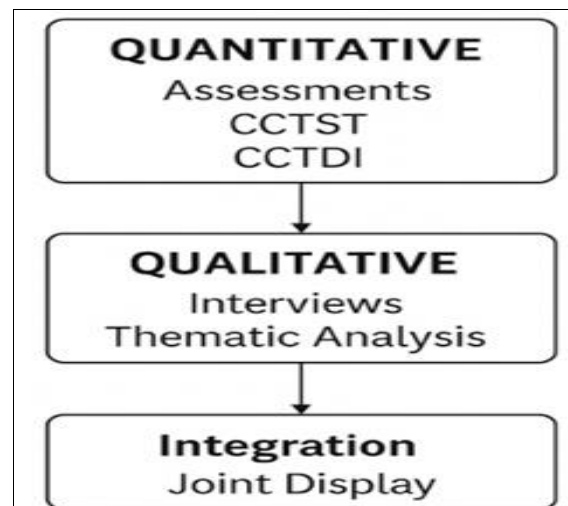 QUANTITATIVE
Assessments
CCTST
CCTDI
QUALITATIVE
Interviews
Thematic Analysis
Integration
Joint Display